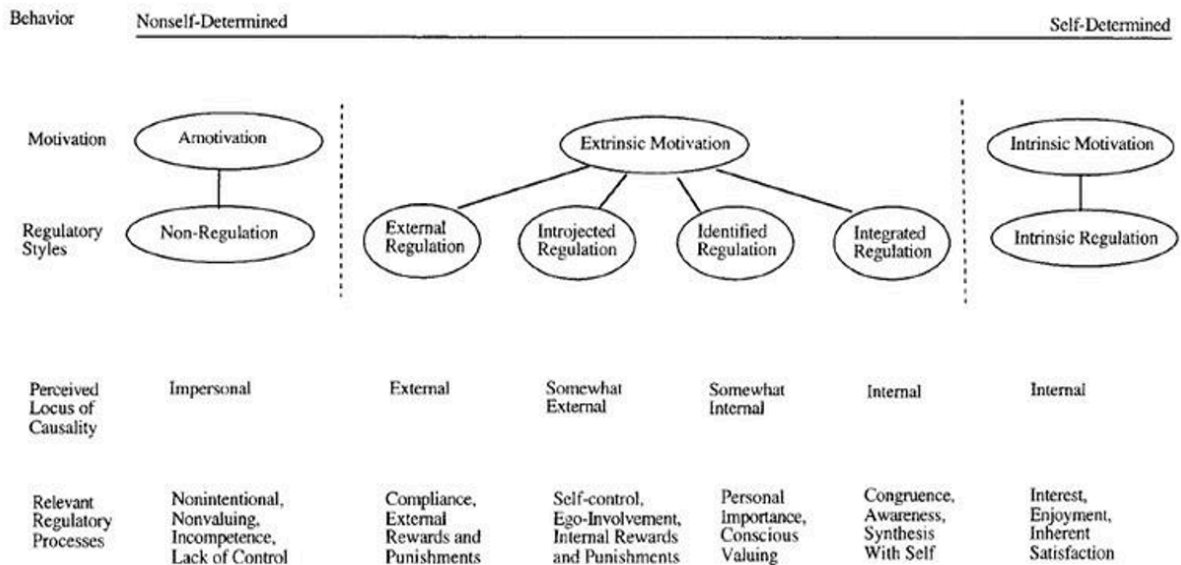 Behavior
Nonself-Determined
Self-Determined
Motivation
Amotivation
Extrinsic Motivation
Intrinsic Motivation
Regulatory
Styles
Non-Regulation
External
Regulation
Introjected
Regulation
Identified
Regulation
Integrated
Regulation
Intrinsic Regulation
Perceived
Locus of
Causality
Impersonal
External
Somewhat
External
Somewhat
Internal
Internal
Internal
Relevant
Regulatory
Processes
Nonintentional,
Nonvaluing,
Incompetence,
Lack of Control
Compliance,
External
Rewards and
Punishments
Self-control,
Ego-Involvement,
Internal Rewards
and Punishments
Personal
Importance,
Conscious
Valuing
Congruence,
Awareness,
Synthesis
With Self
Interest,
Enjoyment,
Inherent
Satisfaction